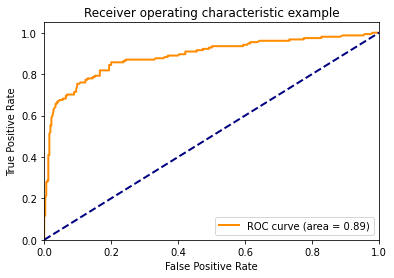 Receiver operating characteristic example
True Positive Rate
1.0
0.8
0.6
0.4
0.2
0.0
ROC curve (area = 0.89)
0.0 0.2 0.4 0.6 0.8 1.0
False Positive Rate